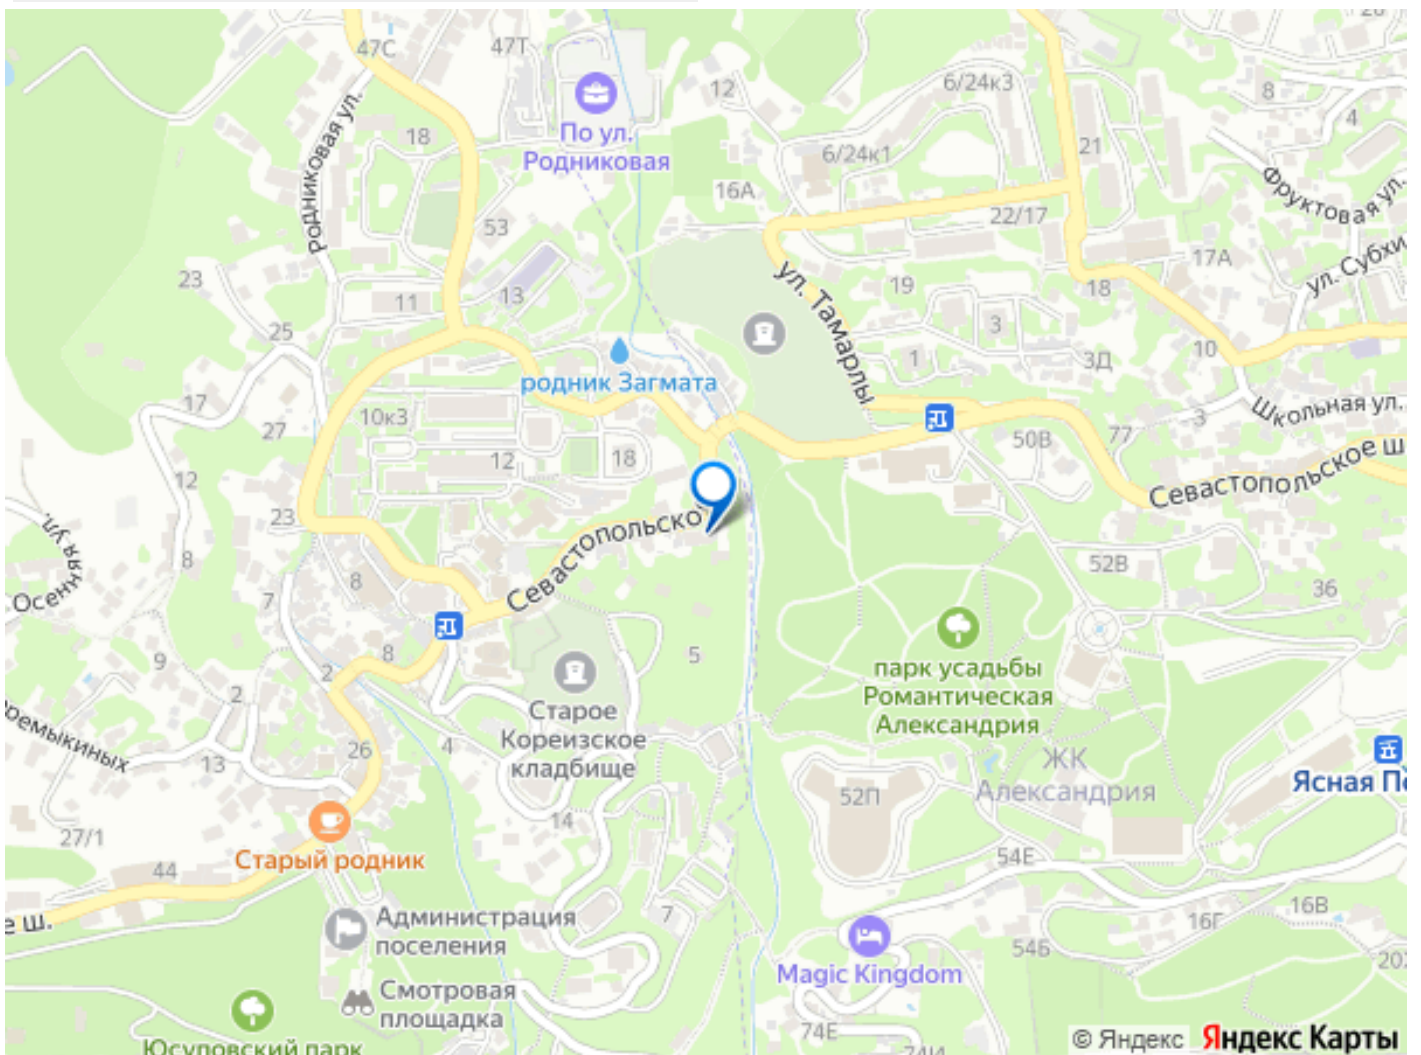 47С
47Т
Родниковая ул.
18
По ул.
Родниковая
12
6/24к3
6/24к1
21
8
4
16А
22/17
Фруктовая ул.
17А
ул. Субхи
53
23
11
13
25
ул. Тамарлы
19
18
3
1
3Д
10
родник Загмата
17
10к3
27
12
12
18
50В
77
3
Школьная ул.
Севастопольское ш
23
Севастопольско
Осенняя ул.
8
8
7
52В
36
9
2
2
8
5
парк усадьбы
Романтическая
Александрия
Старое
Кореизское
кладбище
ремыкиных
13
26
4
ЖК
Александрия
52П
Ясная По
27/1
Старый родник
14
44
54Е
е ш.
Администрация
поселения
7
16Г
16В
54Б
202
Magic Kingdom
Смотровая
площадка
74Е
74И
Юсуповский парк
© Яндекс Яндекс Карты